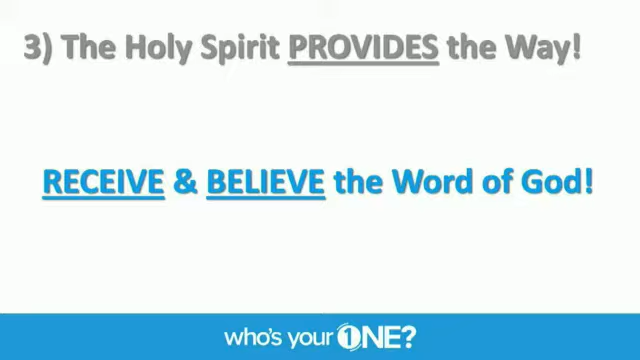 3) The Holy Spirit PROVIDES the Way!
RECEIVE & BELIEVE the Word of God!
who's your 1NE?